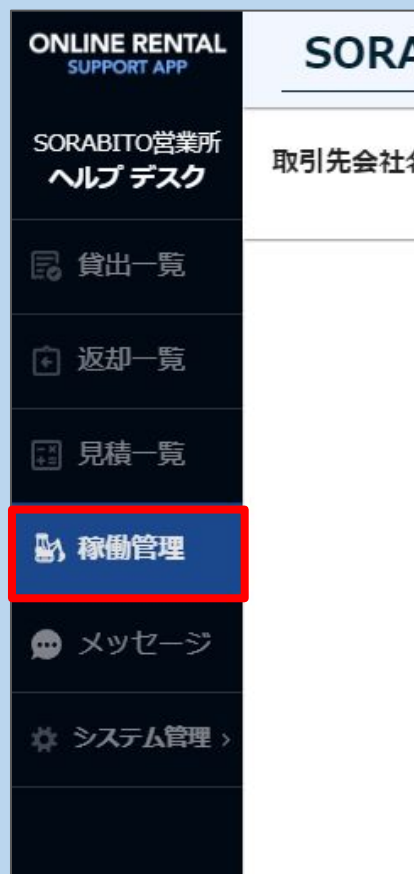 ONLINE RENTAL
SUPPORT APP
SORABITO営業所
ヘルプ デスク
貸出一覧
返却一覧
見積一覧
稼働管理
メッセージ
システム管理 ›
SORA
取引先会社名